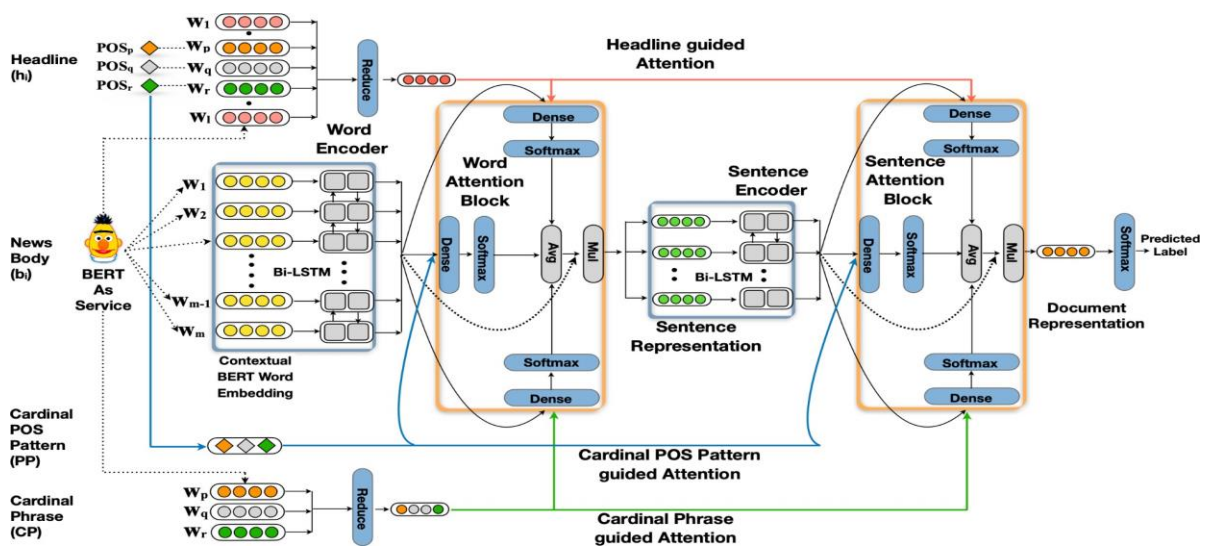 Headline
(hᵢ)
POSₚ
POS_q
POSᵣ
W₁
Wₚ
W_q
Wᵣ
Wₗ
Reduce
Headline guided
Attention
News
Body
(bᵢ)
BERT
As
Service
W₁
W₂
Wₘ₋₁
Wₘ
Word
Encoder
Bi-LSTM
Contextual
BERT Word
Embedding
Word
Attention
Block
Dense
Softmax
Dense
Softmax
Avg
Mul
Softmax
Dense
Sentence
Encoder
Bi-LSTM
Sentence
Representation
Sentence
Attention
Block
Dense
Softmax
Dense
Softmax
Avg
Mul
Softmax
Dense
Softmax
Predicted
Label
Document
Representation
Cardinal
POS
Pattern
(PP)
Cardinal POS Pattern
guided Attention
Cardinal
Phrase
(CP)
Wₚ
W_q
Wᵣ
Reduce
Cardinal Phrase
guided Attention